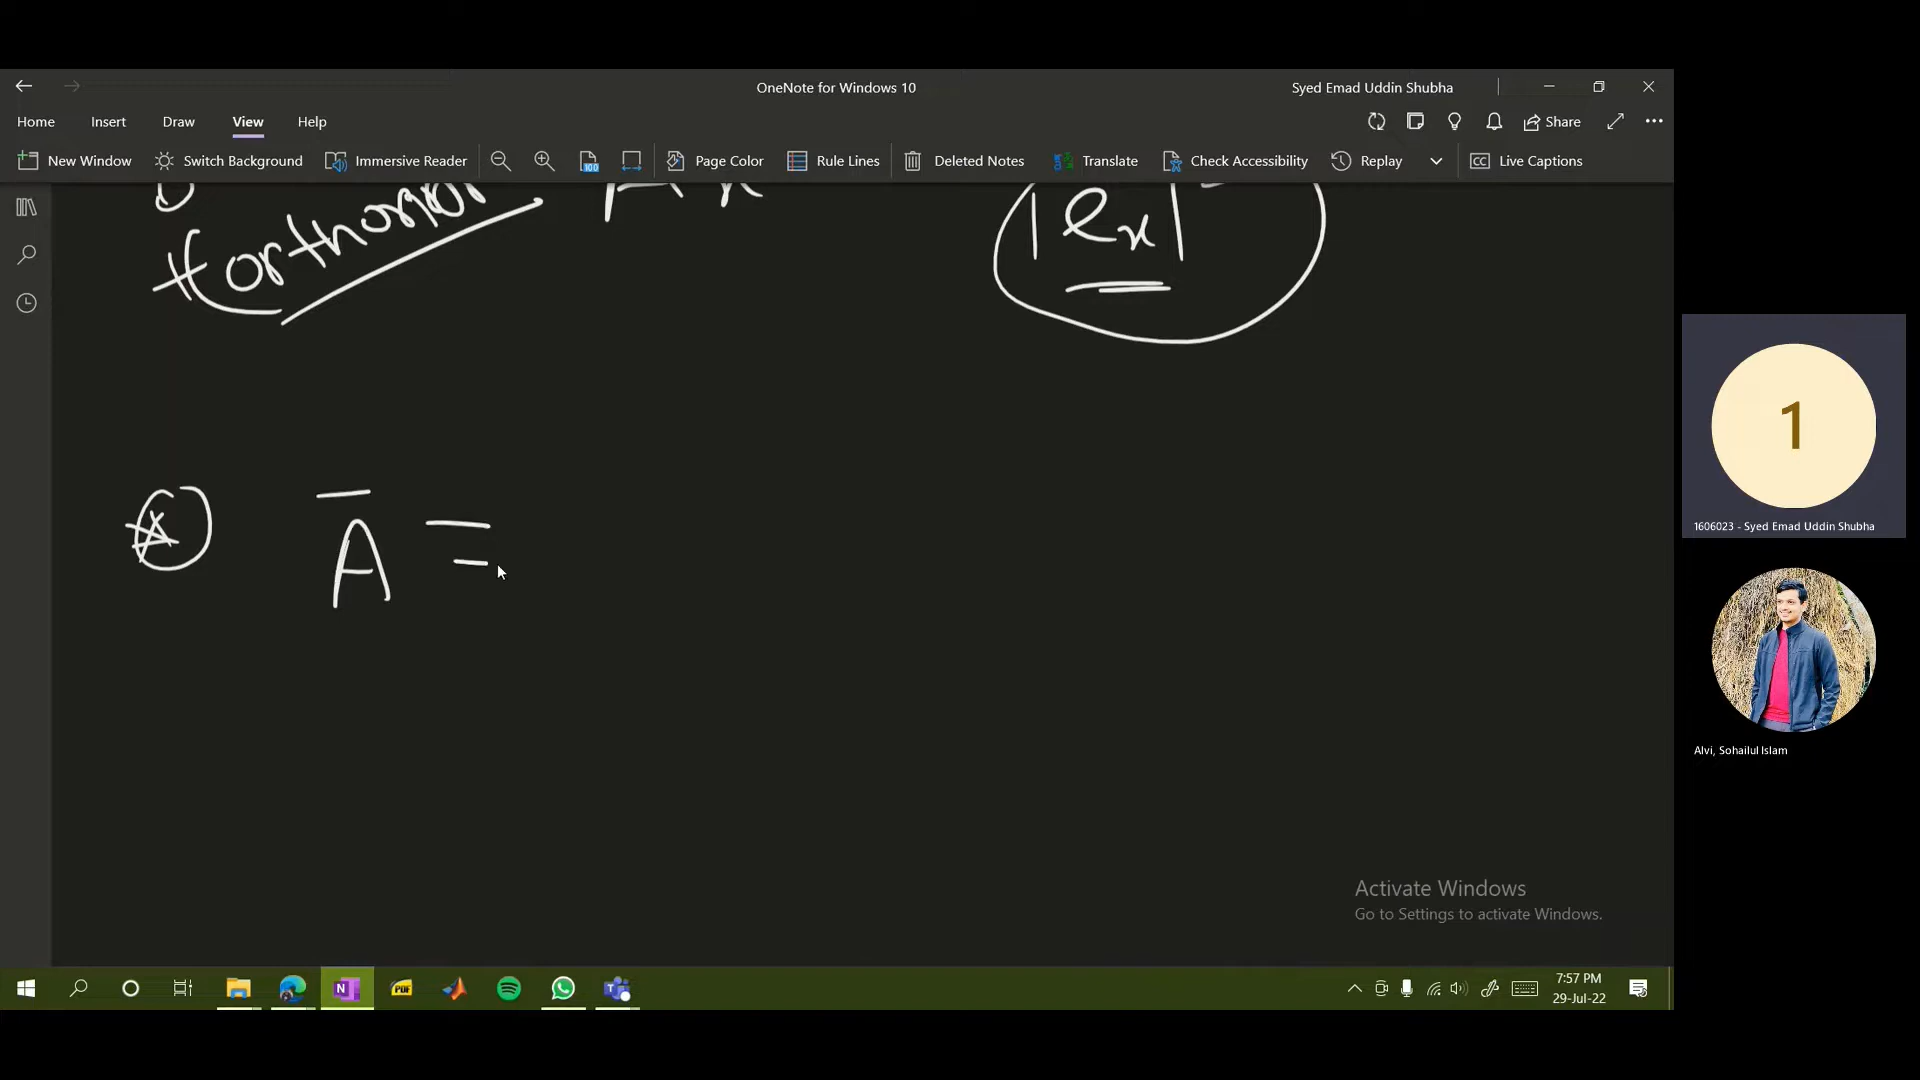 OneNote for Windows 10
Syed Emad Uddin Shubha
Home Insert Draw View Help
Share
New Window Switch Background Immersive Reader Page Color Rule Lines Deleted Notes Translate Check Accessibility Replay Live Captions
|eₓ|
A̅ =
1
1606023 - Syed Emad Uddin Shubha
Alvi, Sohailul Islam
Activate Windows
Go to Settings to activate Windows.
7:57 PM
29-Jul-22